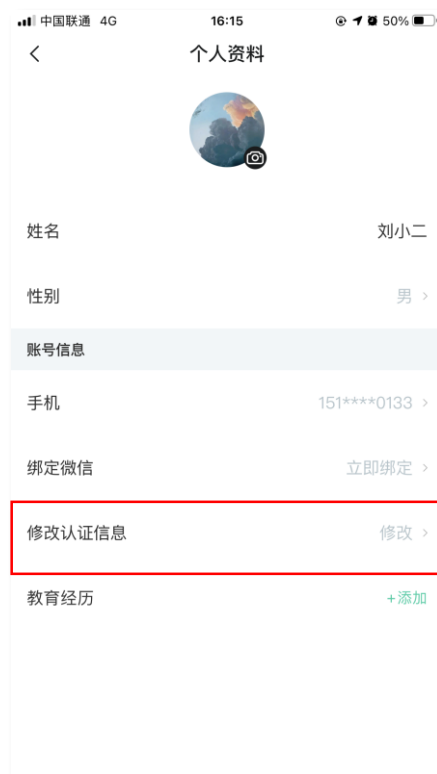 中国联通 4G 16:15 50%
个人资料
姓名 刘小二
性别 男
账号信息
手机 151****0133
绑定微信 立即绑定
修改认证信息 修改
教育经历 +添加